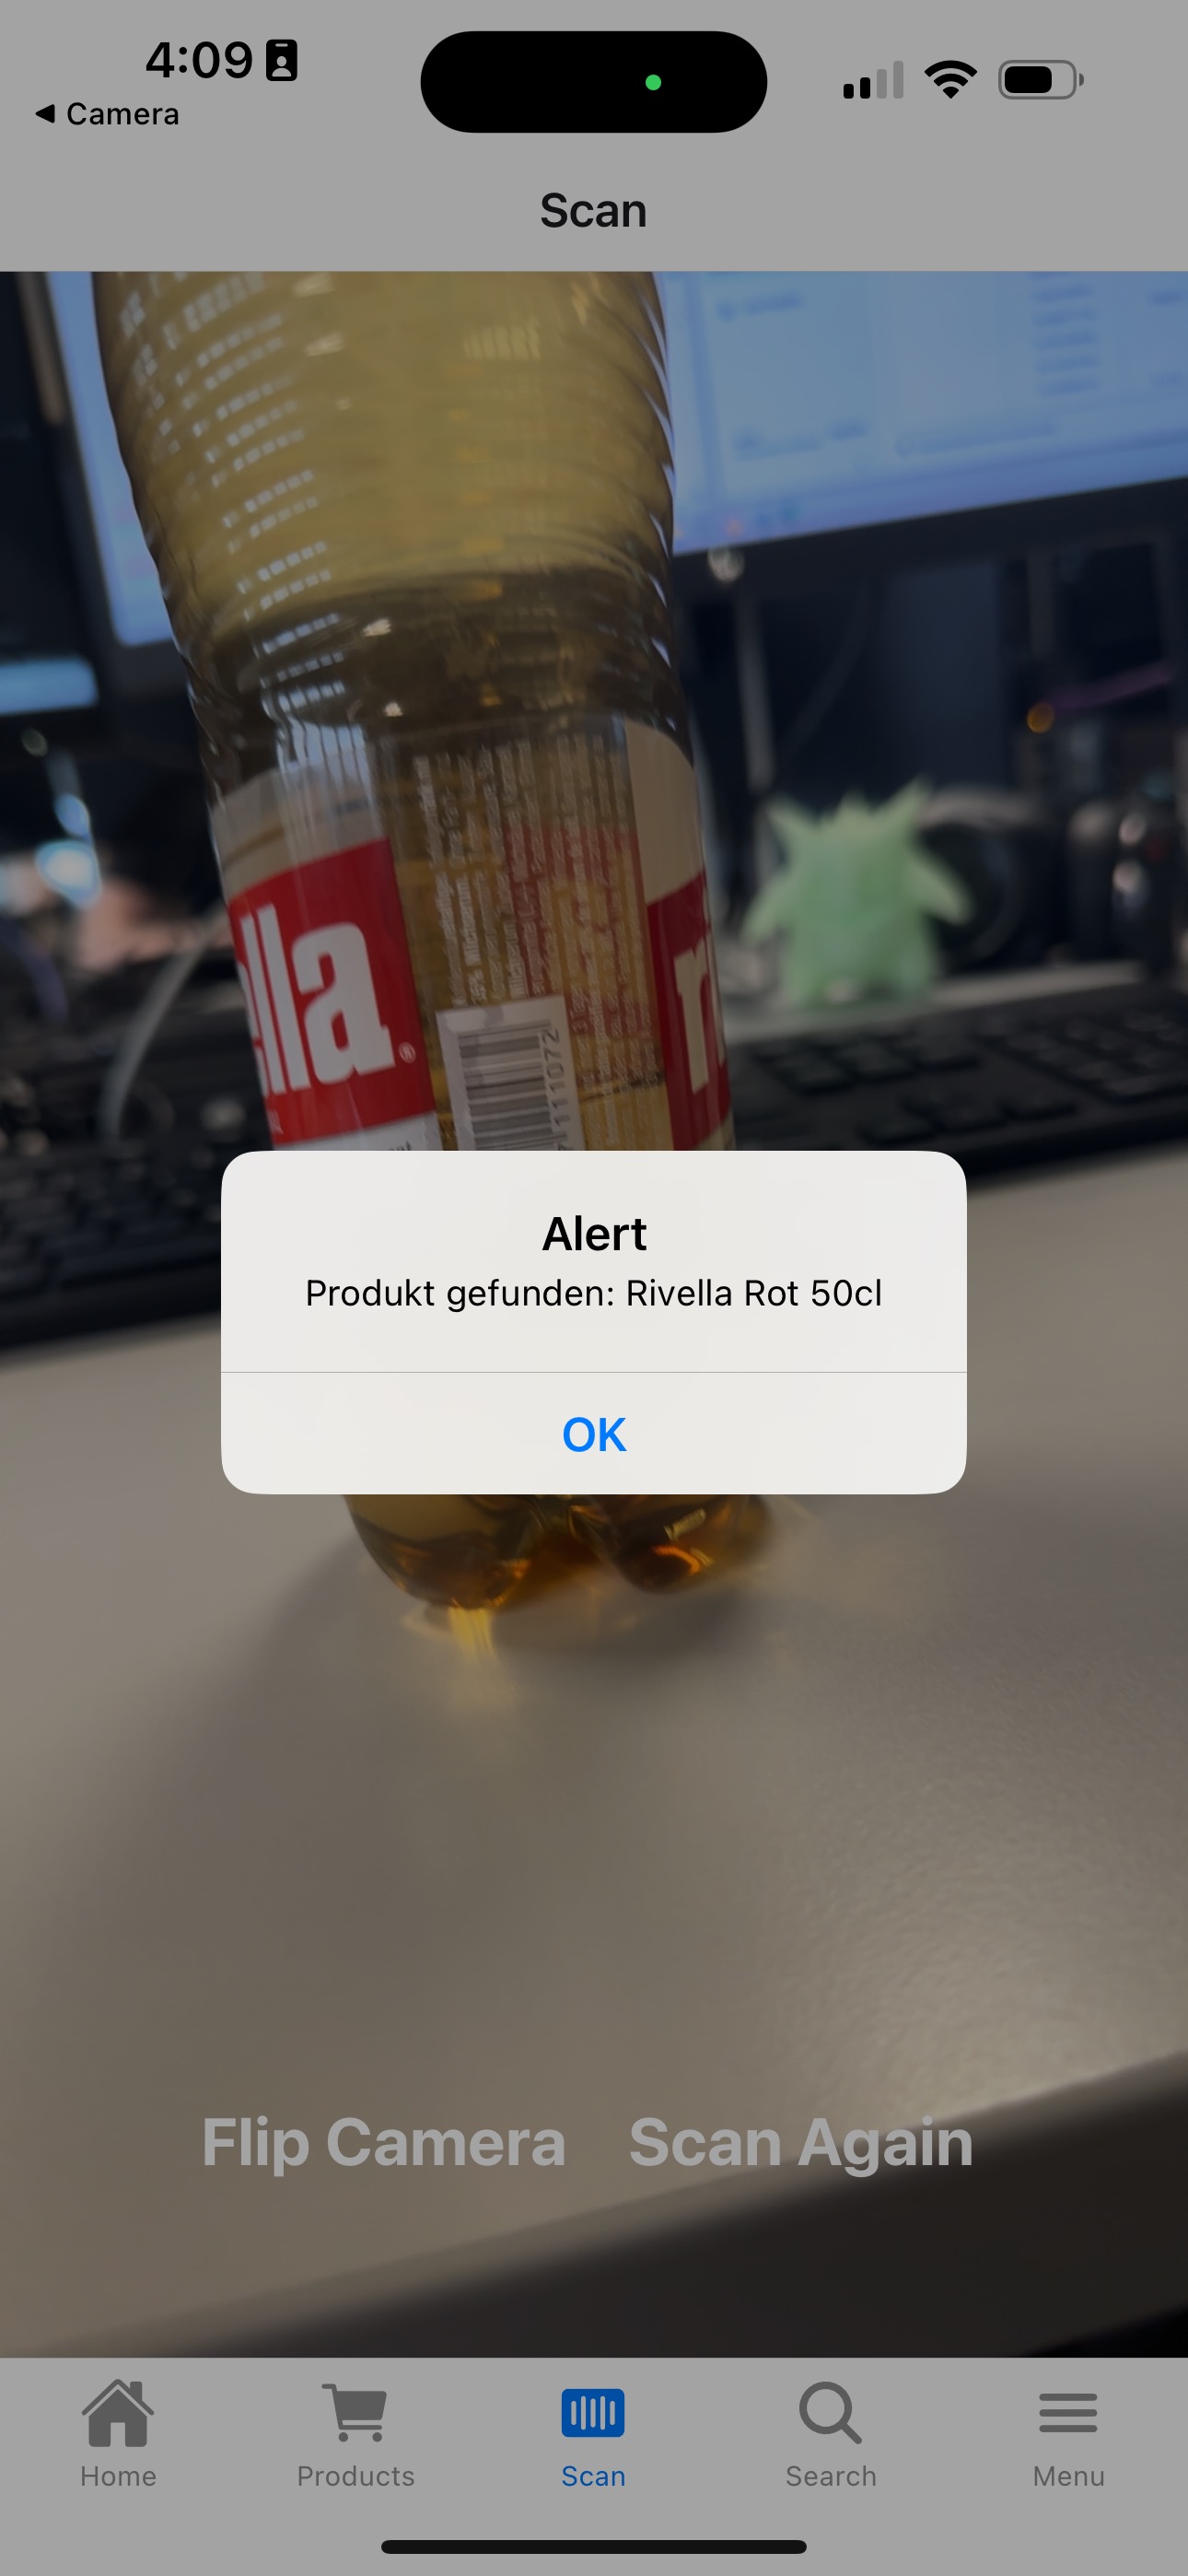 4:09
Camera
Scan
lla
®
ri
111072
Alert
Produkt gefunden: Rivella Rot 50cl
OK
Flip Camera Scan Again
Home Products Scan Search Menu